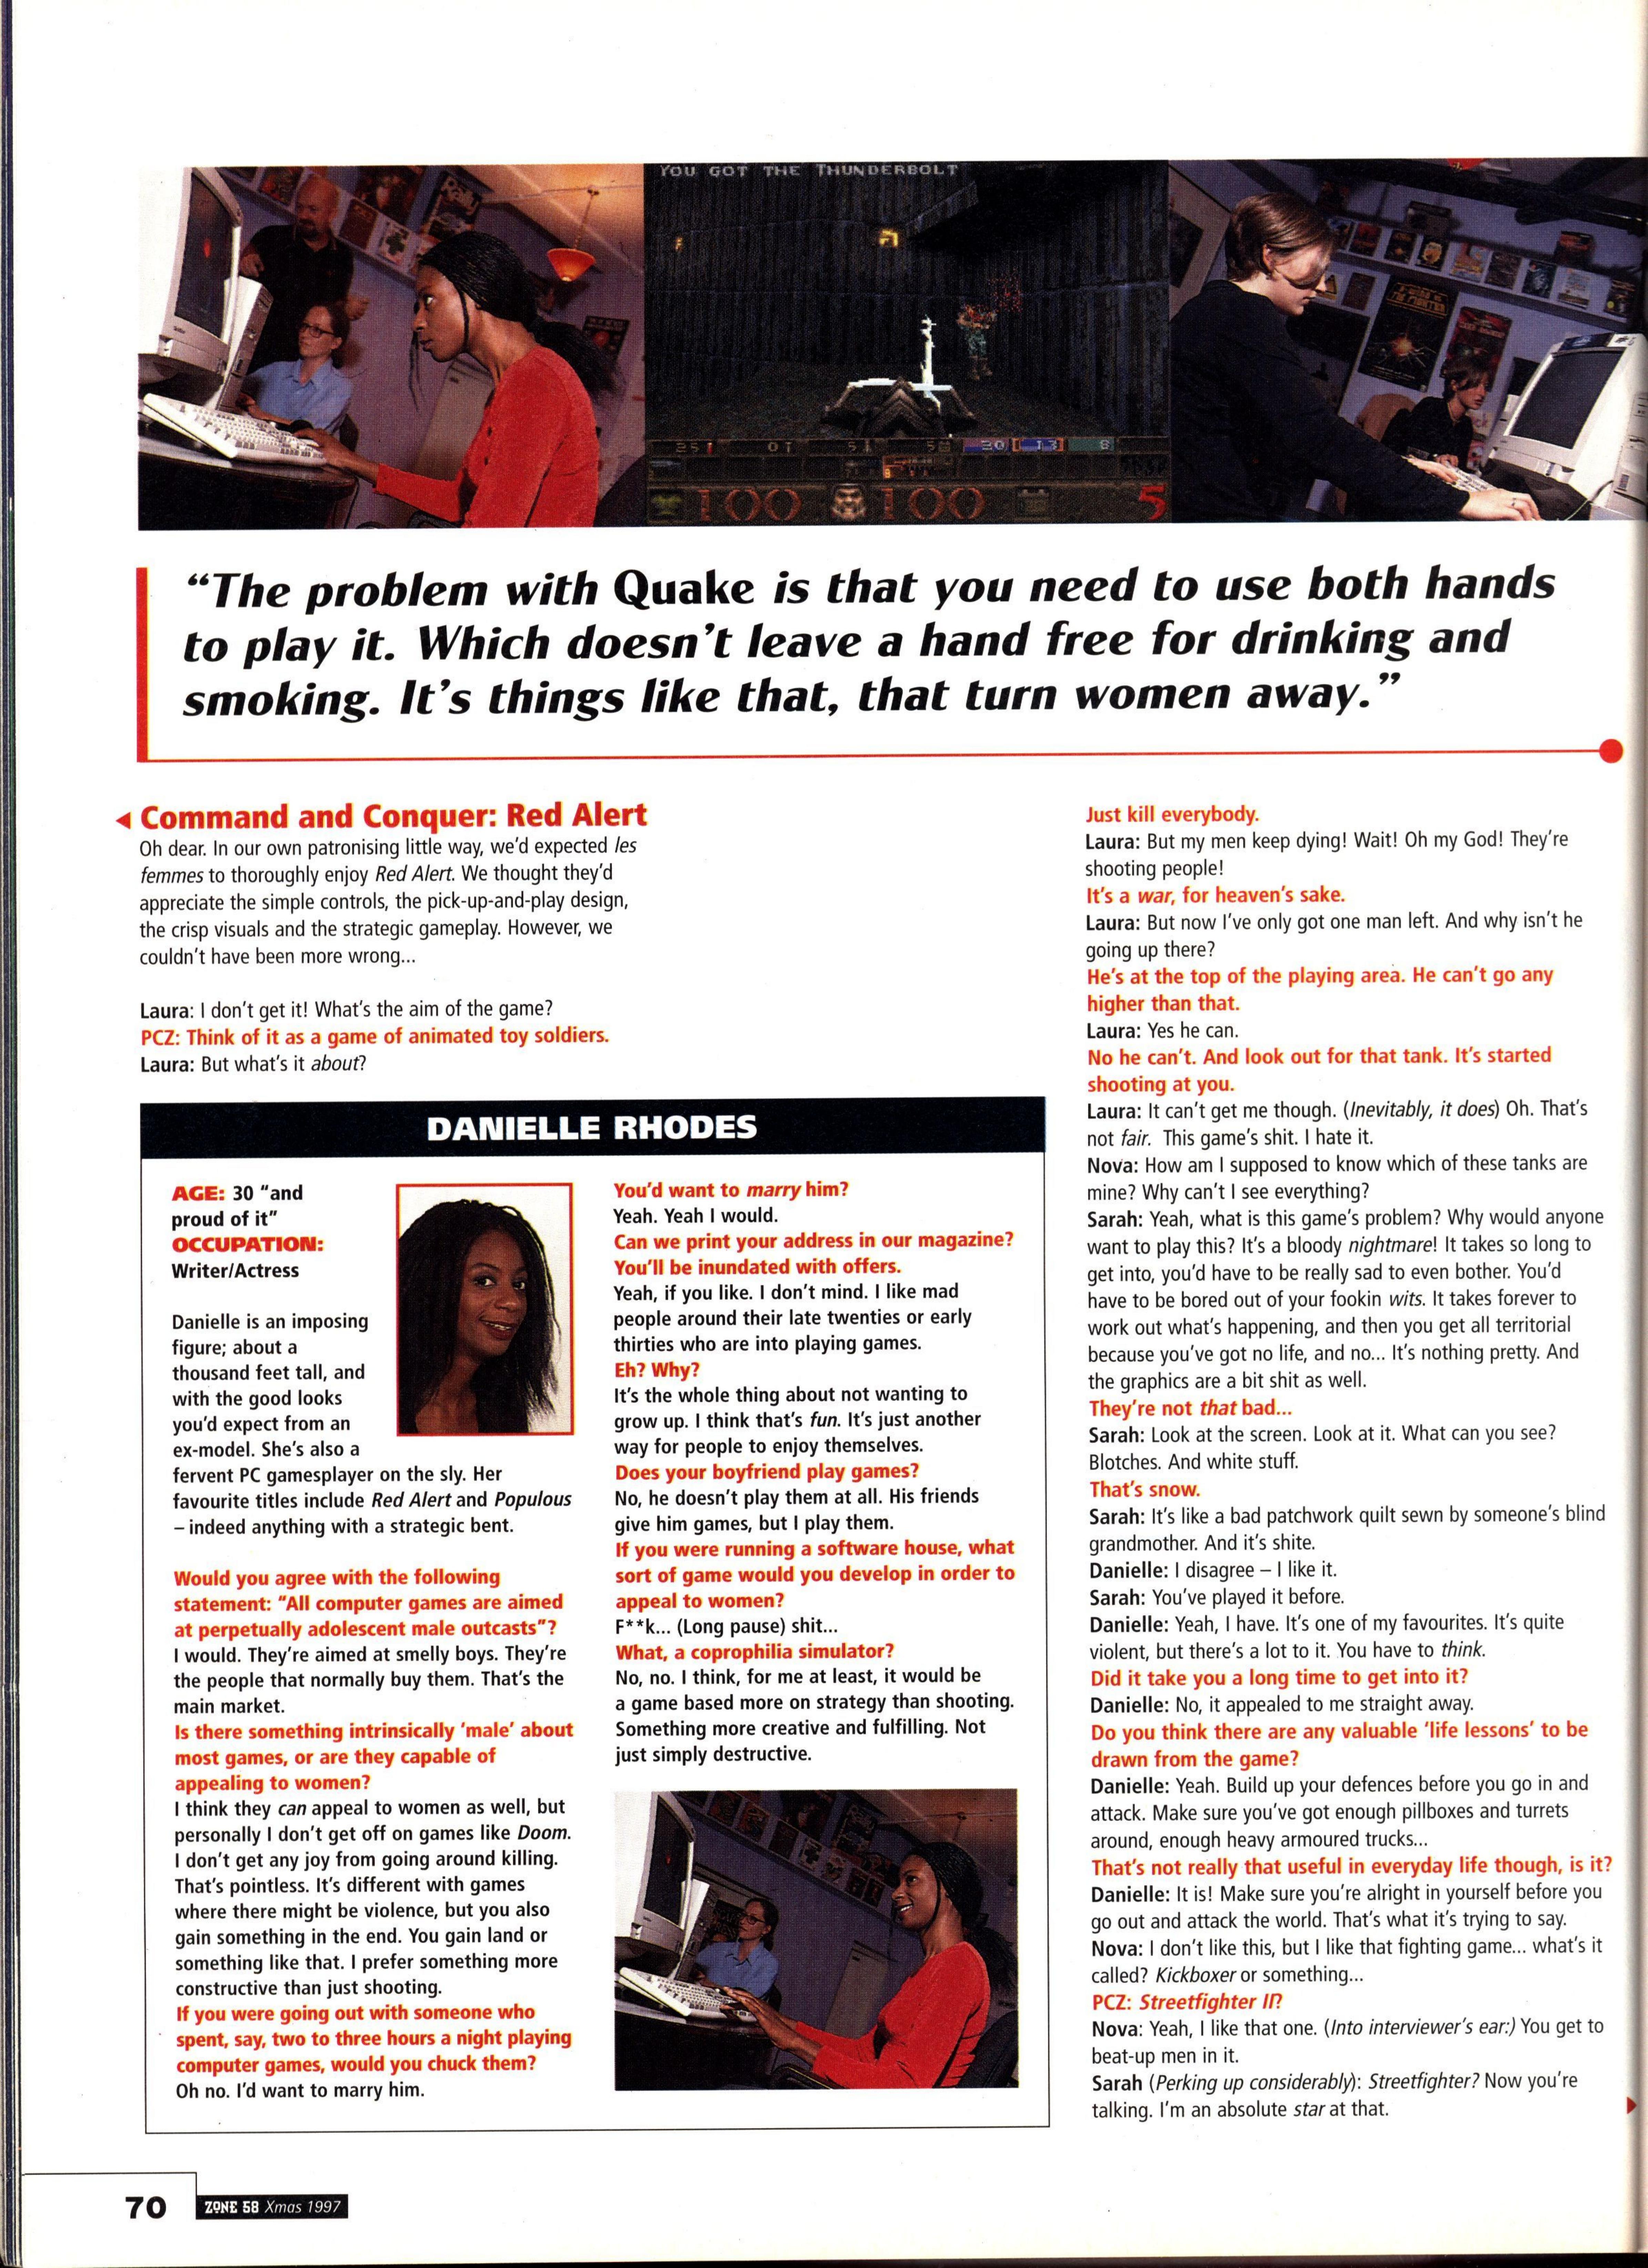 YOU GOT THE THUNDERBOLT
100 100 5
“The problem with Quake is that you need to use both hands
to play it. Which doesn’t leave a hand free for drinking and
smoking. It’s things like that, that turn women away.”
Command and Conquer: Red Alert
Oh dear. In our own patronising little way, we’d expected les
femmes to thoroughly enjoy Red Alert. We thought they’d
appreciate the simple controls, the pick-up-and-play design,
the crisp visuals and the strategic gameplay. However, we
couldn’t have been more wrong...
Laura: I don’t get it! What’s the aim of the game?
PCZ: Think of it as a game of animated toy soldiers.
Laura: But what’s it about?
DANIELLE RHODES
AGE: 30 “and
proud of it”
OCCUPATION:
Writer/Actress
Danielle is an imposing
figure; about a
thousand feet tall, and
with the good looks
you’d expect from an
ex-model. She’s also a
fervent PC gamesplayer on the sly. Her
favourite titles include Red Alert and Populous
– indeed anything with a strategic bent.
Would you agree with the following
statement: “All computer games are aimed
at perpetually adolescent male outcasts”?
I would. They’re aimed at smelly boys. They’re
the people that normally buy them. That’s the
main market.
Is there something intrinsically ‘male’ about
most games, or are they capable of
appealing to women?
I think they can appeal to women as well, but
personally I don’t get off on games like Doom.
I don’t get any joy from going around killing.
That’s pointless. It’s different with games
where there might be violence, but you also
gain something in the end. You gain land or
something like that. I prefer something more
constructive than just shooting.
If you were going out with someone who
spent, say, two to three hours a night playing
computer games, would you chuck them?
Oh no. I’d want to marry him.
You’d want to marry him?
Yeah. Yeah I would.
Can we print your address in our magazine?
You’ll be inundated with offers.
Yeah, if you like. I don’t mind. I like mad
people around their late twenties or early
thirties who are into playing games.
Eh? Why?
It’s the whole thing about not wanting to
grow up. I think that’s fun. It’s just another
way for people to enjoy themselves.
Does your boyfriend play games?
No, he doesn’t play them at all. His friends
give him games, but I play them.
If you were running a software house, what
sort of game would you develop in order to
appeal to women?
F**k... (Long pause) shit...
What, a coprophilia simulator?
No, no. I think, for me at least, it would be
a game based more on strategy than shooting.
Something more creative and fulfilling. Not
just simply destructive.
Just kill everybody.
Laura: But my men keep dying! Wait! Oh my God! They’re
shooting people!
It’s a war, for heaven’s sake.
Laura: But now I’ve only got one man left. And why isn’t he
going up there?
He’s at the top of the playing area. He can’t go any
higher than that.
Laura: Yes he can.
No he can’t. And look out for that tank. It’s started
shooting at you.
Laura: It can’t get me though. (Inevitably, it does) Oh. That’s
not fair. This game’s shit. I hate it.
Nova: How am I supposed to know which of these tanks are
mine? Why can’t I see everything?
Sarah: Yeah, what is this game’s problem? Why would anyone
want to play this? It’s a bloody nightmare! It takes so long to
get into, you’d have to be really sad to even bother. You’d
have to be bored out of your fookin wits. It takes forever to
work out what’s happening, and then you get all territorial
because you’ve got no life, and no... It’s nothing pretty. And
the graphics are a bit shit as well.
They’re not that bad...
Sarah: Look at the screen. Look at it. What can you see?
Blotches. And white stuff.
That’s snow.
Sarah: It’s like a bad patchwork quilt sewn by someone’s blind
grandmother. And it’s shite.
Danielle: I disagree – I like it.
Sarah: You’ve played it before.
Danielle: Yeah, I have. It’s one of my favourites. It’s quite
violent, but there’s a lot to it. You have to think.
Did it take you a long time to get into it?
Danielle: No, it appealed to me straight away.
Do you think there are any valuable ‘life lessons’ to be
drawn from the game?
Danielle: Yeah. Build up your defences before you go in and
attack. Make sure you’ve got enough pillboxes and turrets
around, enough heavy armoured trucks...
That’s not really that useful in everyday life though, is it?
Danielle: It is! Make sure you’re alright in yourself before you
go out and attack the world. That’s what it’s trying to say.
Nova: I don’t like this, but I like that fighting game... what’s it
called? Kickboxer or something...
PCZ: Streetfighter II?
Nova: Yeah, I like that one. (Into interviewer’s ear:) You get to
beat-up men in it.
Sarah (Perking up considerably): Streetfighter? Now you’re
talking. I’m an absolute star at that.
70 ZONE 58 Xmas 1997